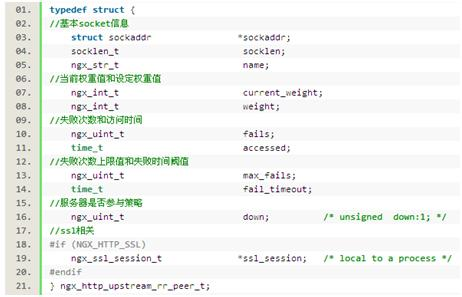 01. typedef struct {
02. //基本socket信息
03. struct sockaddr *sockaddr;
04. socklen_t socklen;
05. ngx_str_t name;
06. //当前权重值和设定权重值
07. ngx_int_t current_weight;
08. ngx_int_t weight;
09. //失败次数和访问时间
10. ngx_uint_t fails;
11. time_t accessed;
12. //失败次数上限值和失败时间阈值
13. ngx_uint_t max_fails;
14. time_t fail_timeout;
15. //服务器是否参与策略
16. ngx_uint_t down; /* unsigned down:1; */
17. //ssl相关
18. #if (NGX_HTTP_SSL)
19. ngx_ssl_session_t *ssl_session; /* local to a process */
20. #endif
21. } ngx_http_upstream_rr_peer_t;